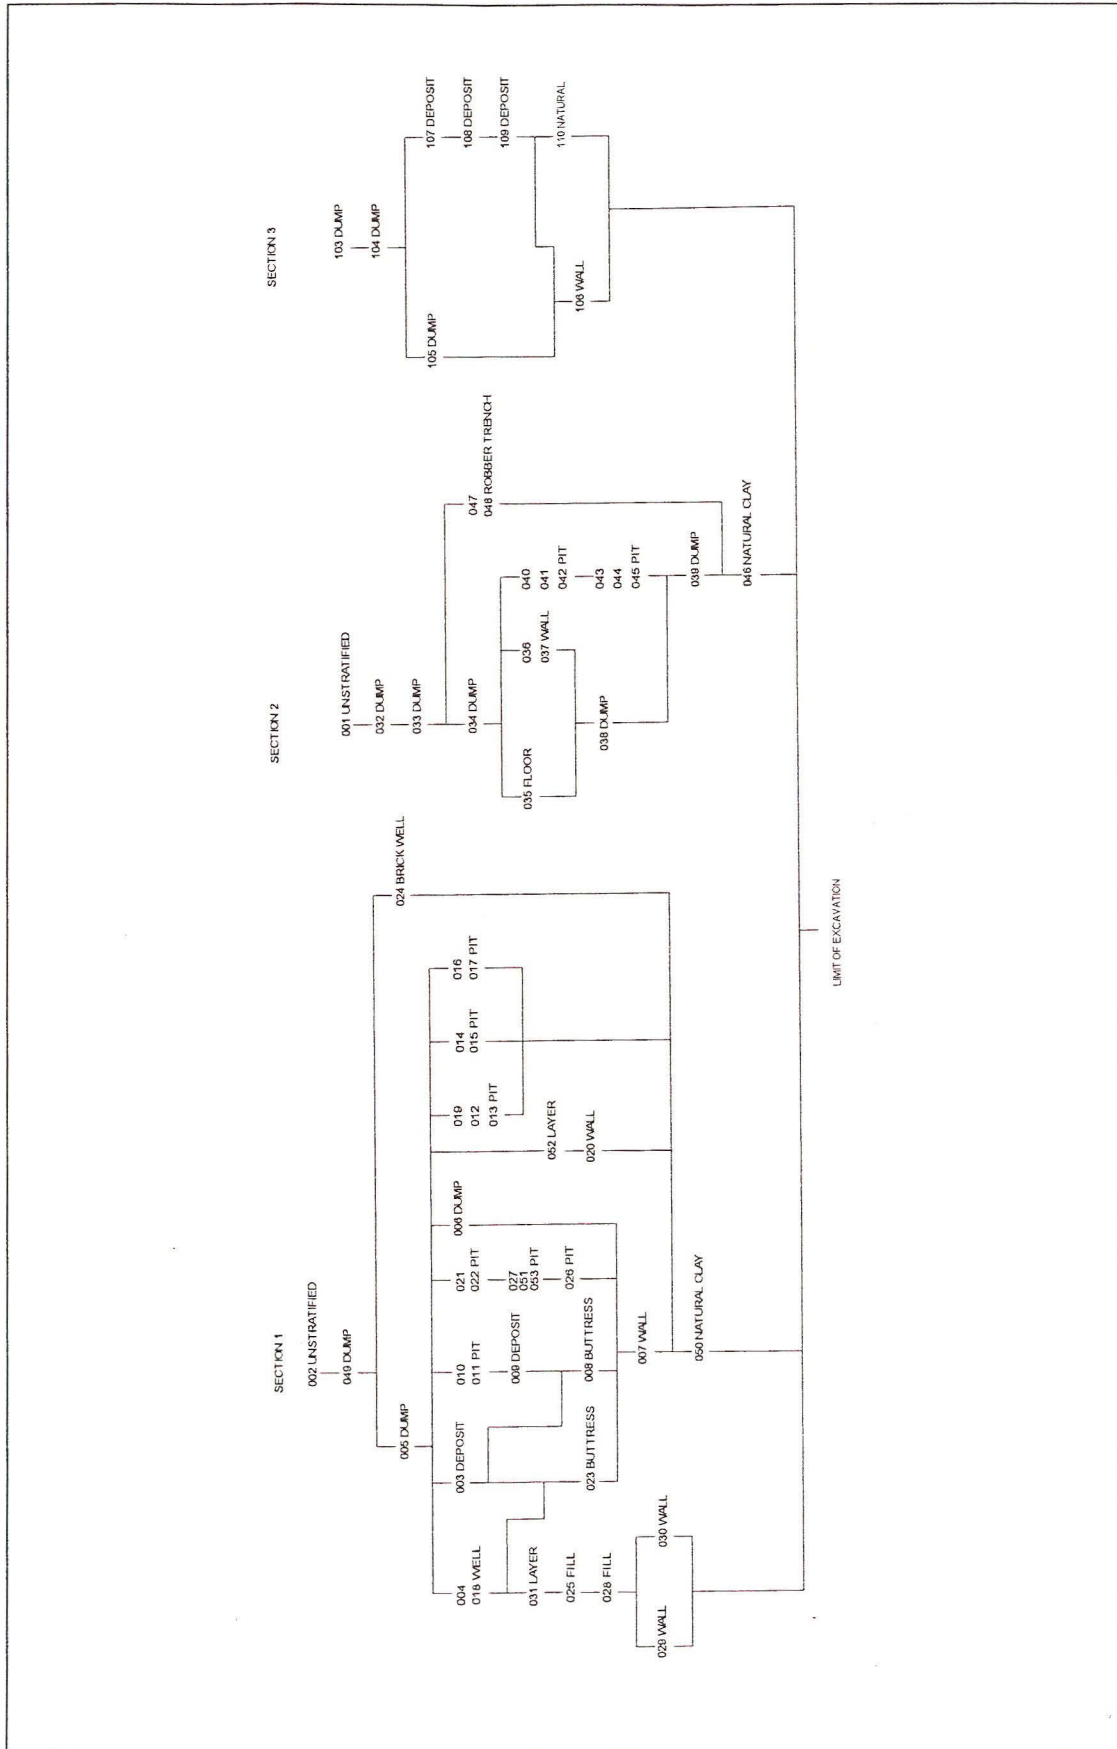 SECTION 1
002 UNSTRATIFIED
049 DUMP
005 DUMP
024 BRICK WELL
004
018 WELL
003 DEPOSIT
010
011 PIT
021
022 PIT
006 DUMP
019
012
013 PIT
014
015 PIT
016
017 PIT
031 LAYER
009 DEPOSIT
027
051
053 PIT
052 LAYER
025 FILL
026 PIT
028 FILL
023 BUTTRESS
008 BUTTRESS
020 WALL
029 WALL
030 WALL
007 WALL
050 NATURAL CLAY
SECTION 2
001 UNSTRATIFIED
032 DUMP
033 DUMP
034 DUMP
047
048 ROBBER TRENCH
035 FLOOR
036
037 WALL
040
041
042 PIT
043
044
045 PIT
038 DUMP
039 DUMP
046 NATURAL CLAY
SECTION 3
103 DUMP
104 DUMP
105 DUMP
107 DEPOSIT
108 DEPOSIT
109 DEPOSIT
106 WALL
110 NATURAL
LIMIT OF EXCAVATION